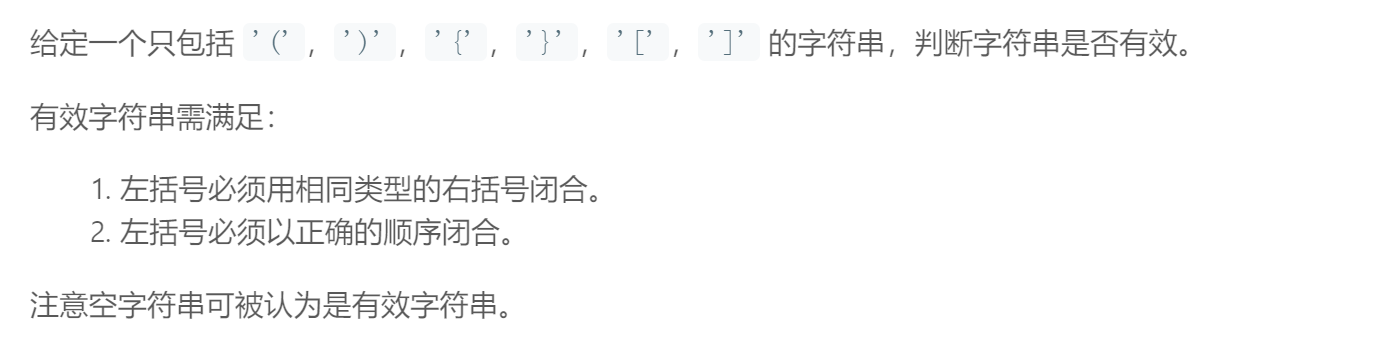 给定一个只包括 '(' ，')' ，'{' ，'}' ，'[' ，']' 的字符串，判断字符串是否有效。
有效字符串需满足：
1. 左括号必须用相同类型的右括号闭合。
2. 左括号必须以正确的顺序闭合。
注意空字符串可被认为是有效字符串。